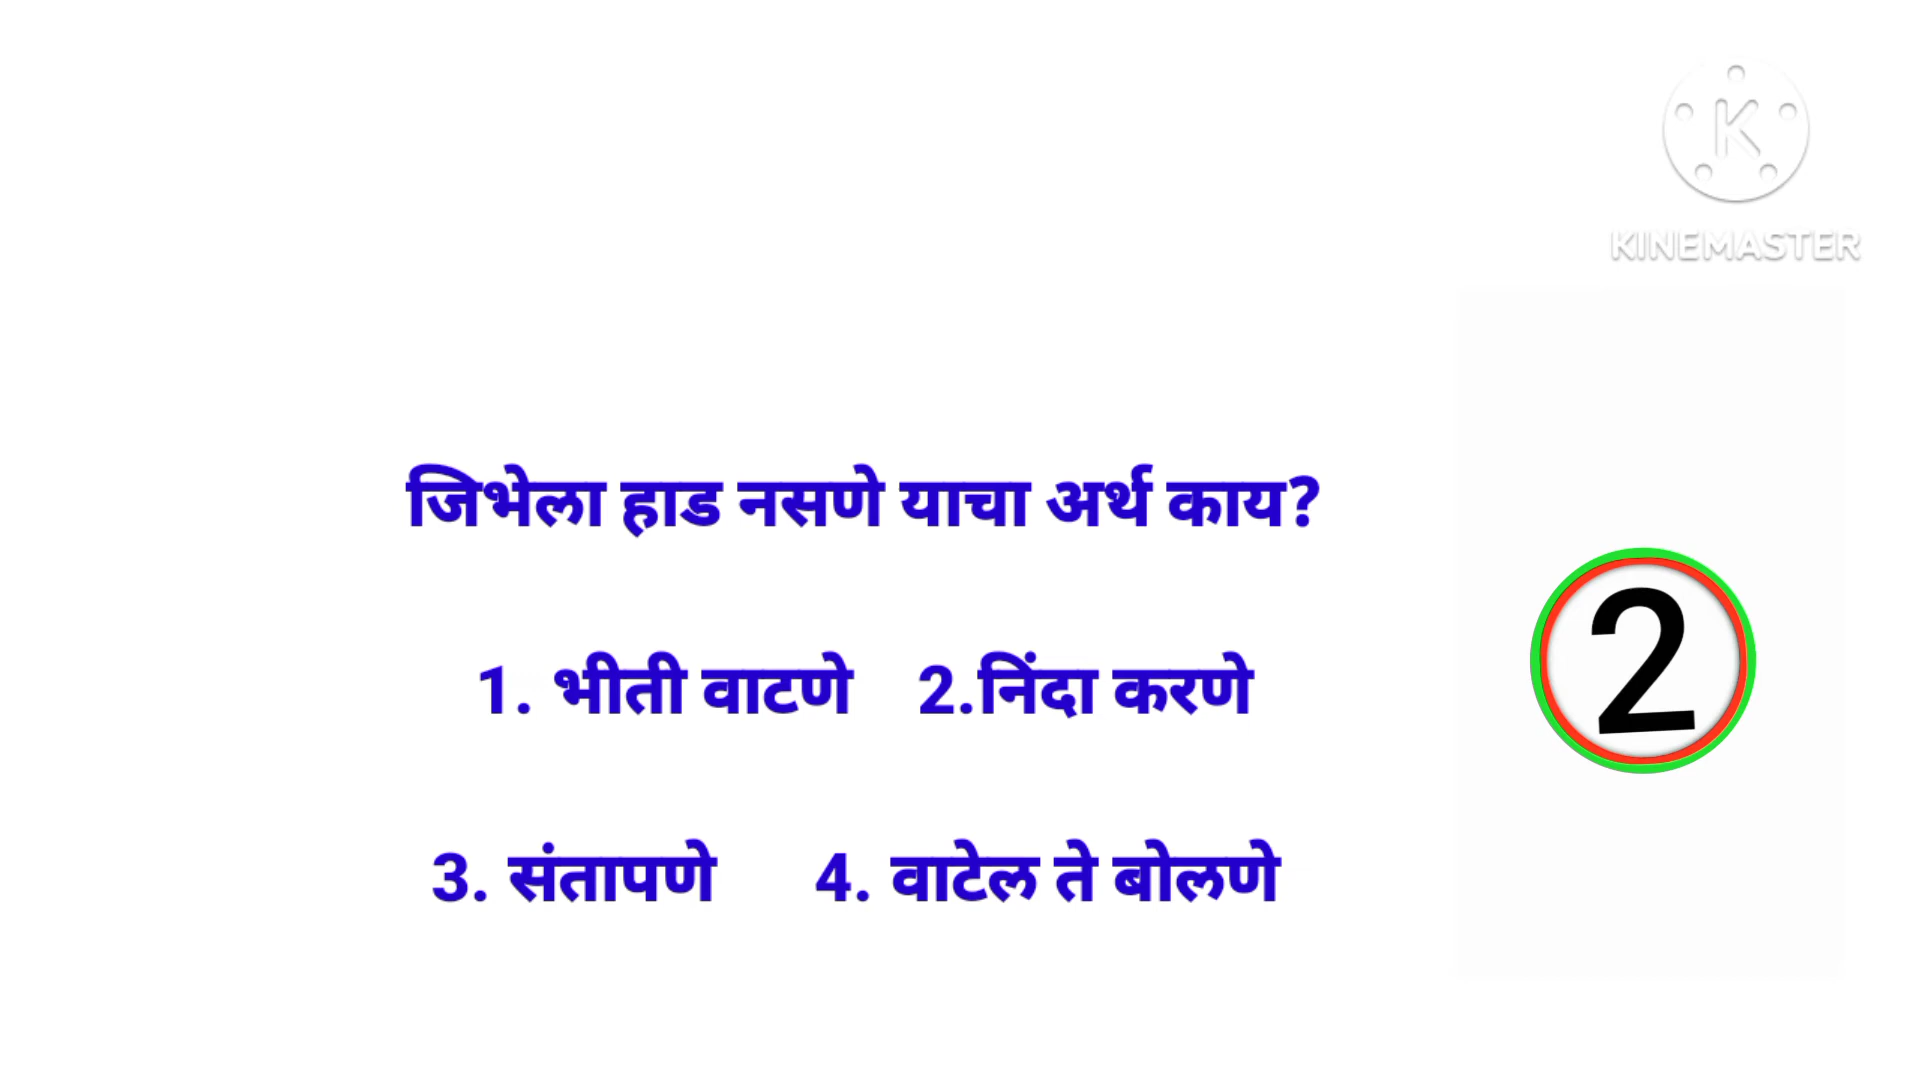 K
KINEMASTER
जिभेला हाड नसणे याचा अर्थ काय?
1. भीती वाटणे 2.निंदा करणे
2
3. संतापणे 4. वाटेल ते बोलणे